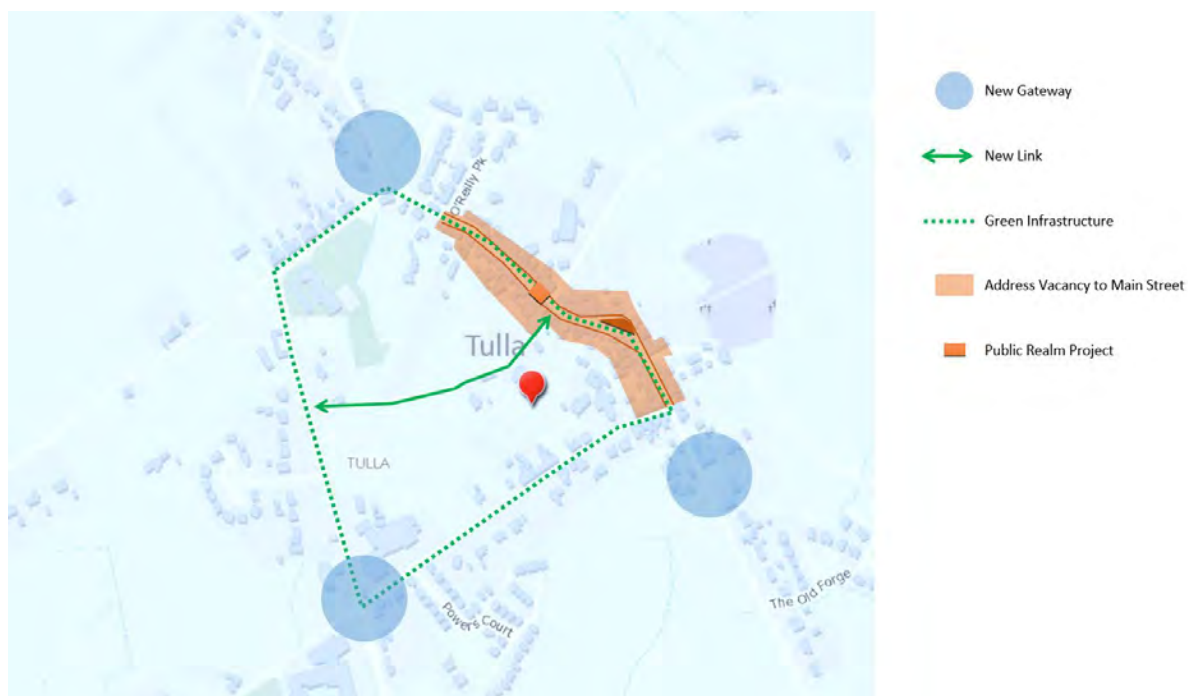 O'Reilly Pk
Tulla
TULLA
Powers Court
The Old Forge
New Gateway
New Link
Green Infrastructure
Address Vacancy to Main Street
Public Realm Project